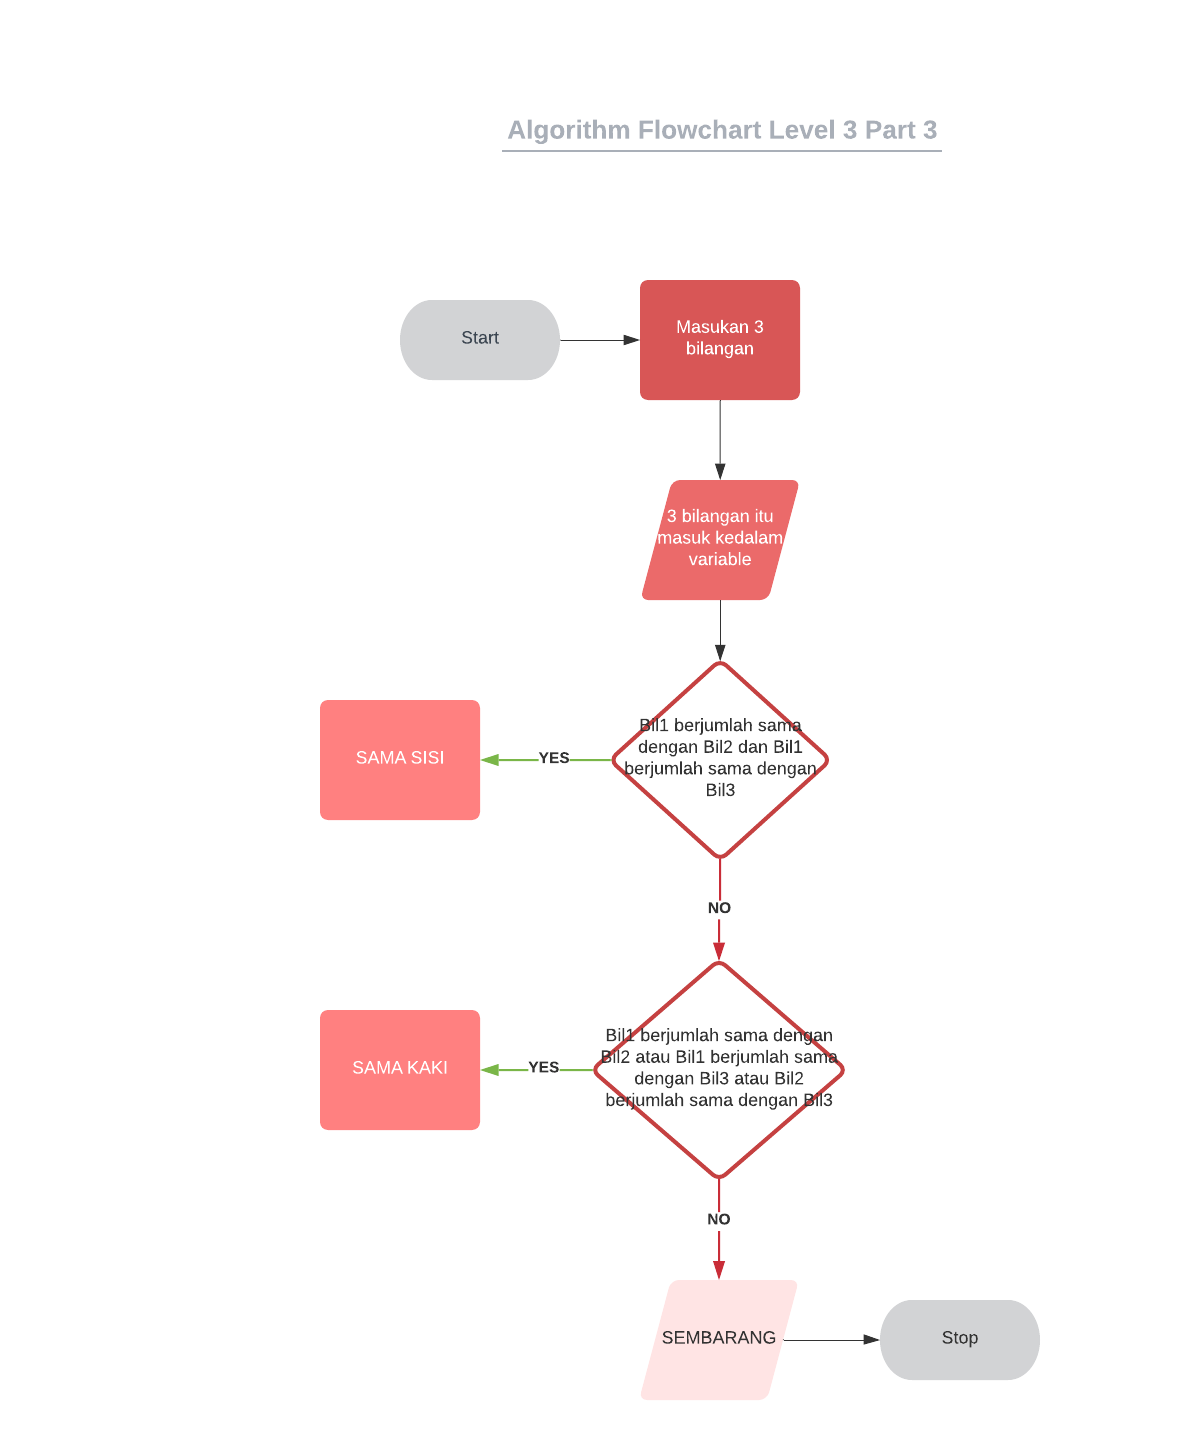 Algorithm Flowchart Level 3 Part 3
Start
Masukan 3
bilangan
3 bilangan itu
masuk kedalam
variable
Bil1 berjumlah sama
dengan Bil2 dan Bil1
berjumlah sama dengan
Bil3
YES
SAMA SISI
NO
Bil1 berjumlah sama dengan
Bil2 atau Bil1 berjumlah sama
dengan Bil3 atau Bil2
berjumlah sama dengan Bil3
YES
SAMA KAKI
NO
SEMBARANG
Stop